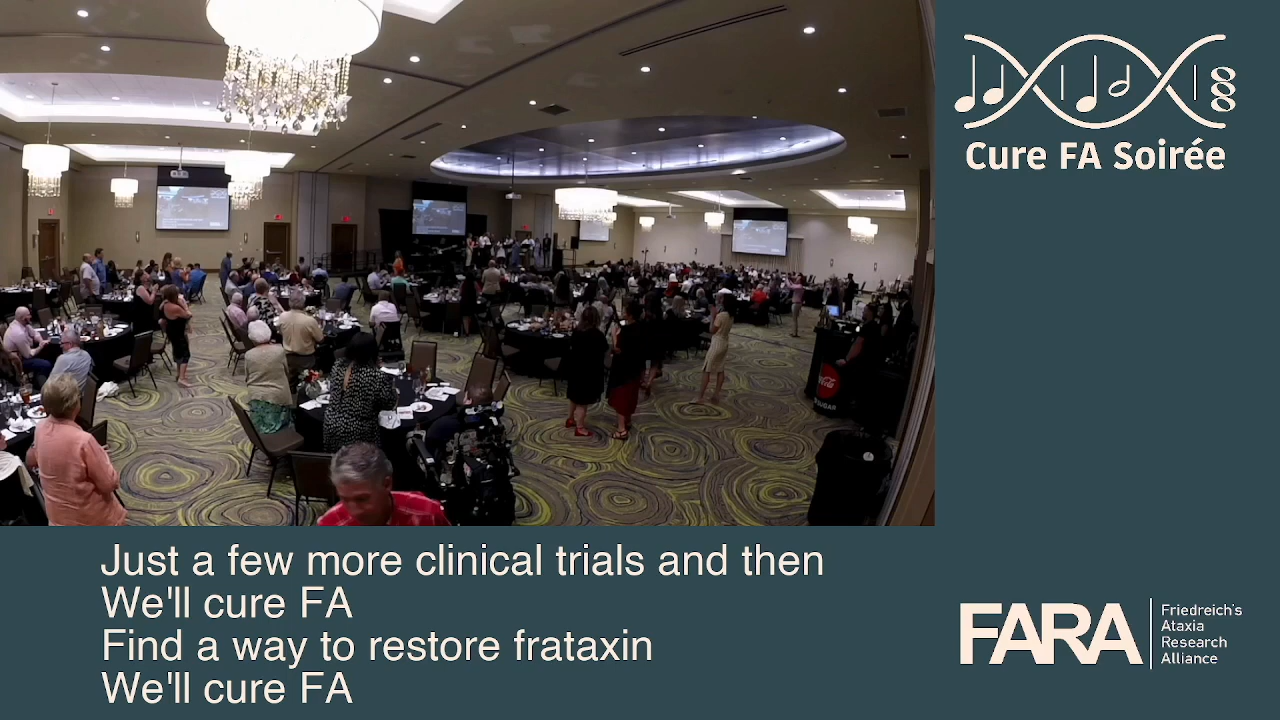 Cure FA Soirée
Just a few more clinical trials and then
We'll cure FA
Find a way to restore frataxin
We'll cure FA
FARA
Friedreich's
Ataxia
Research
Alliance